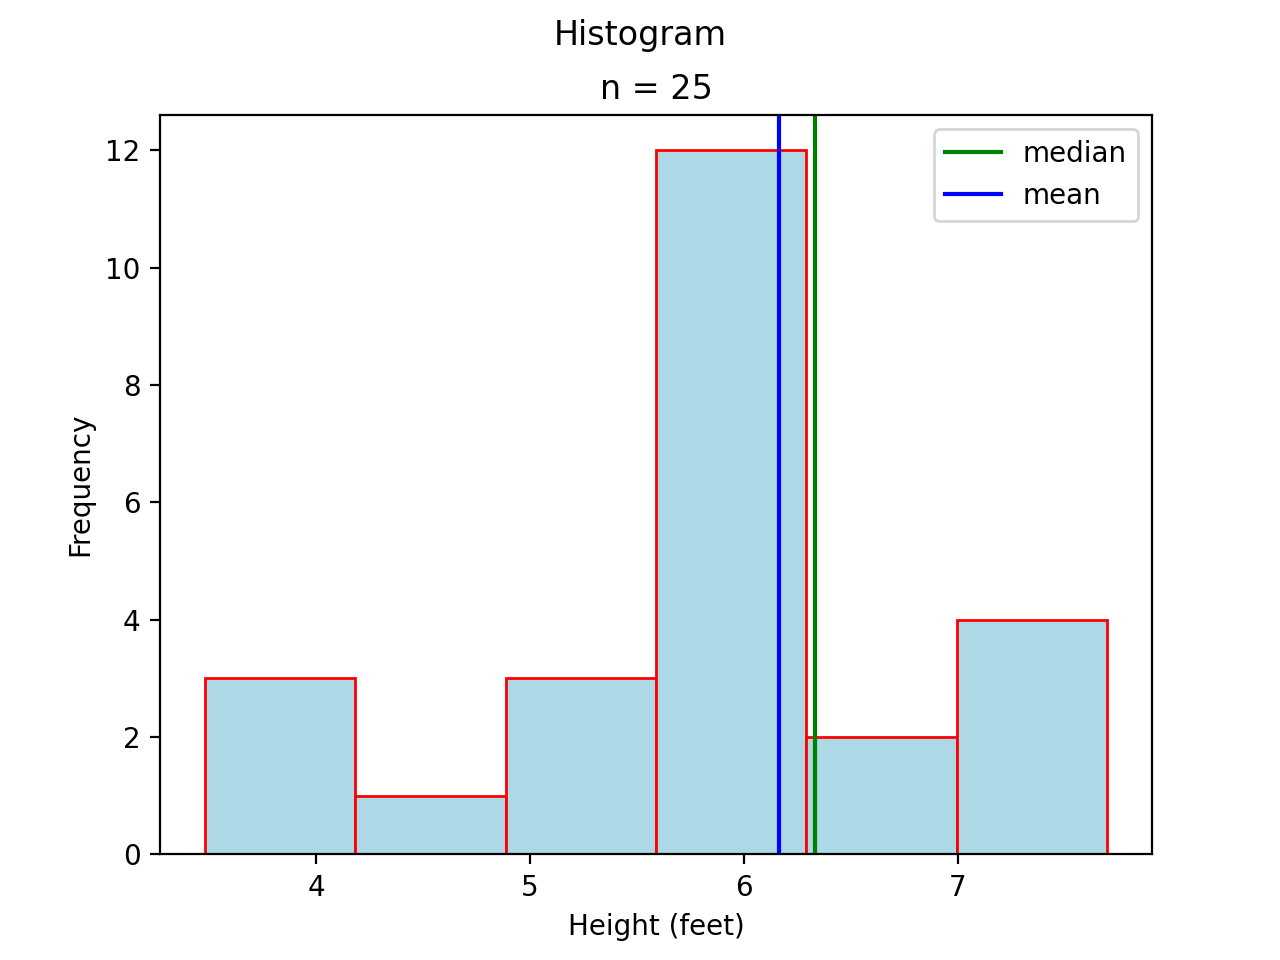 Histogram
n = 25
median
mean
12
10
8
6
4
2
0
Frequency
4 5 6 7
Height (feet)